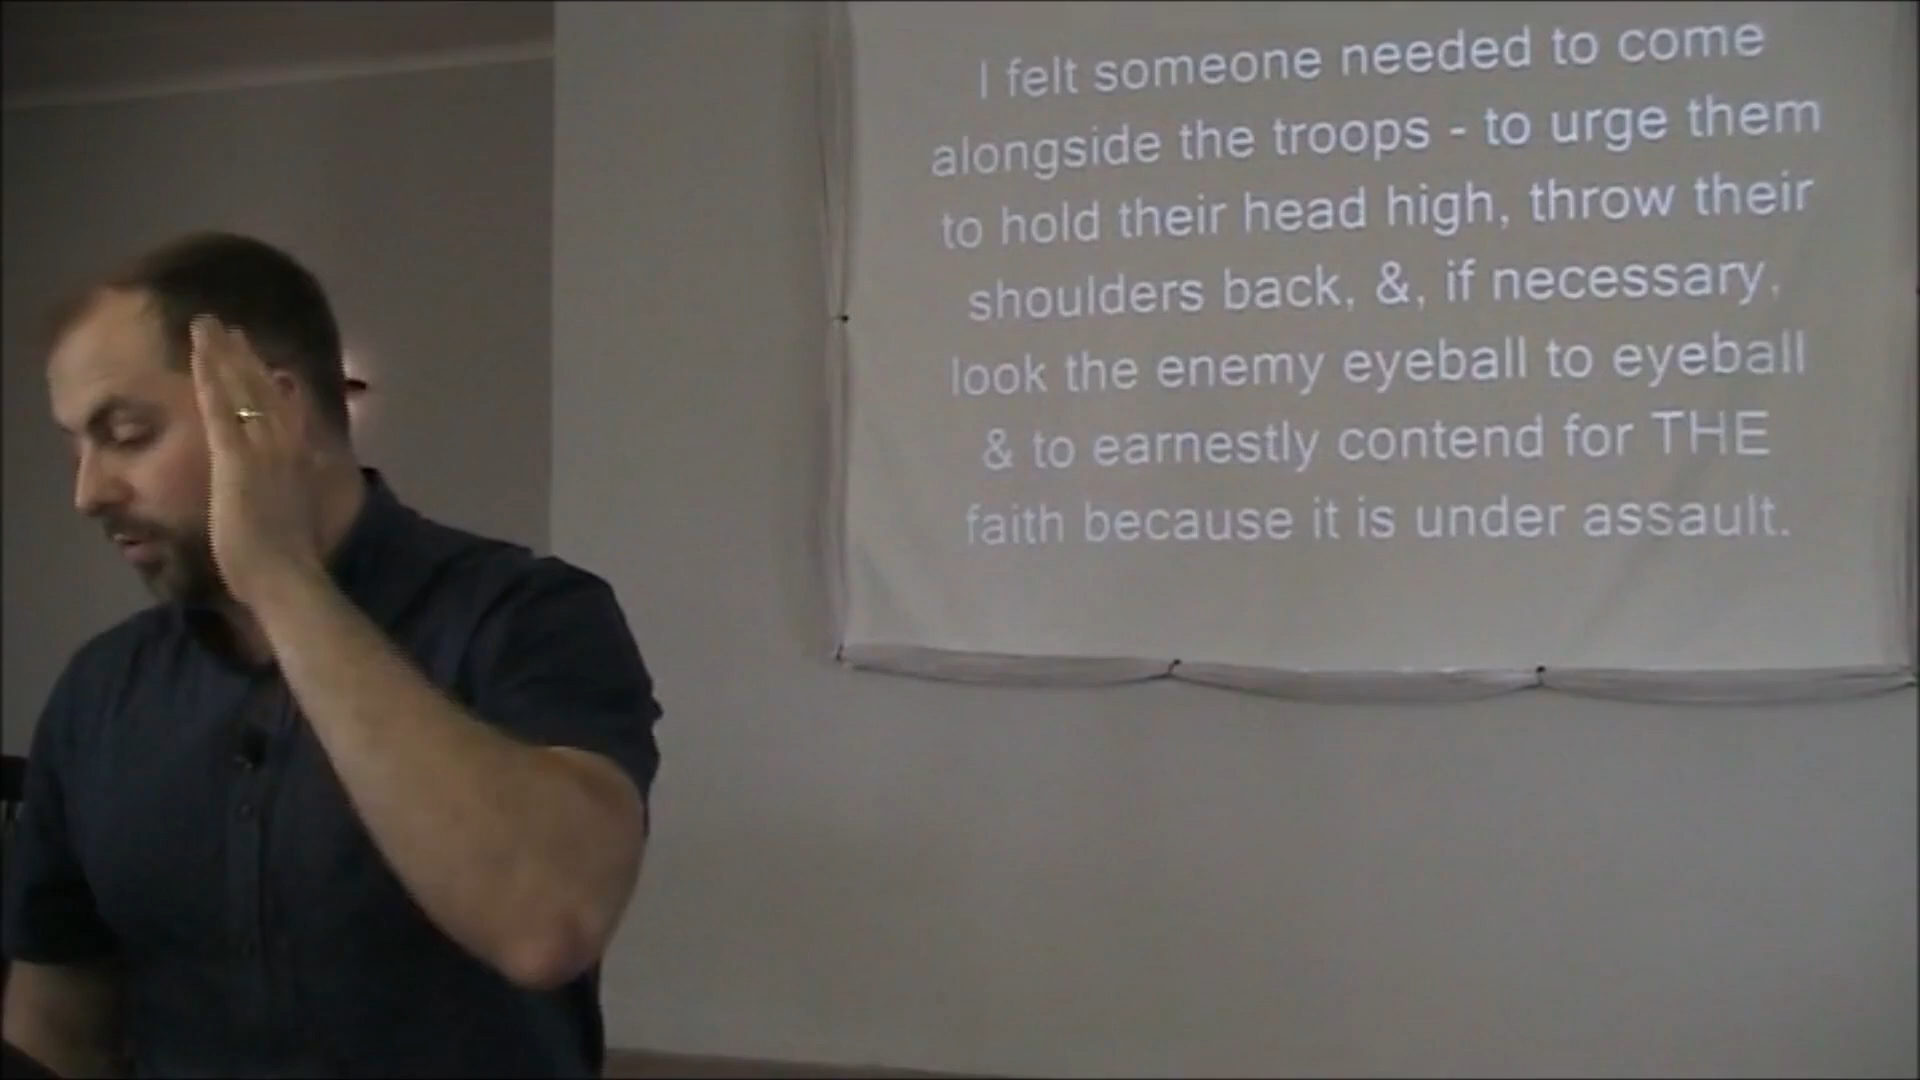 I felt someone needed to come
alongside the troops - to urge them
to hold their head high, throw their
shoulders back, &, if necessary,
look the enemy eyeball to eyeball
& to earnestly contend for THE
faith because it is under assault.